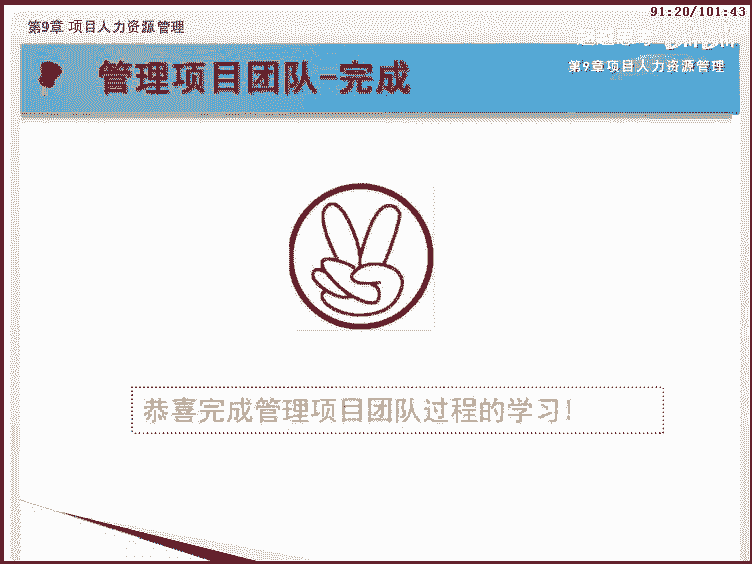 91:20/101:43
第9章 项目人力资源管理
管理项目团队-完成
第9章项目人力资源管理
恭喜完成管理项目团队过程的学习!